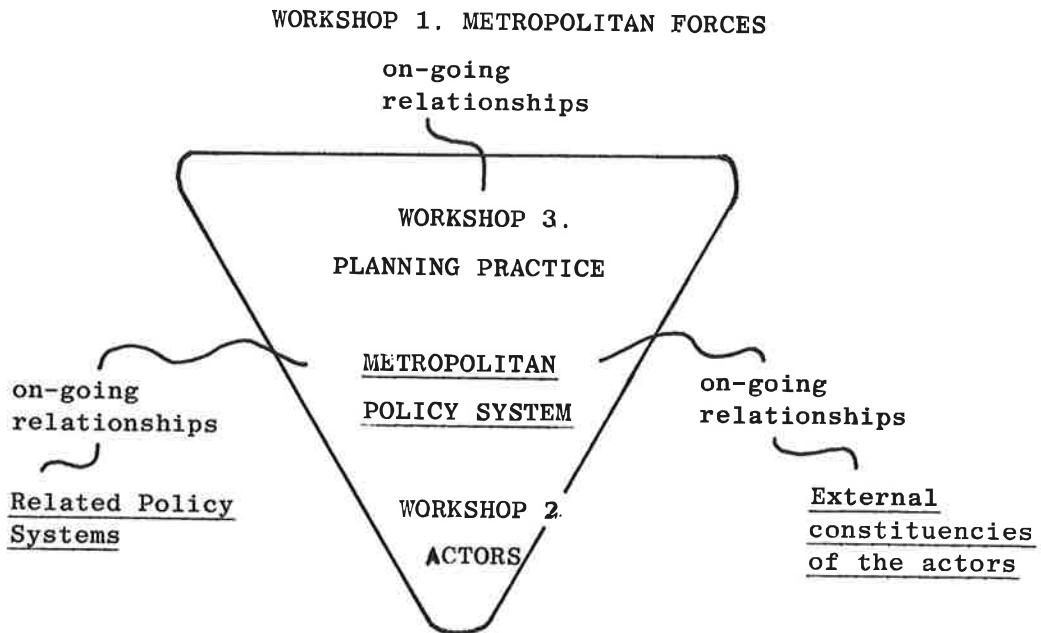 WORKSHOP 1. METROPOLITAN FORCES
on-going
relationships
WORKSHOP 3.
PLANNING PRACTICE
METROPOLITAN
POLICY SYSTEM
on-going
relationships
Related Policy
Systems
on-going
relationships
External
constituencies
of the actors
WORKSHOP 2.
ACTORS